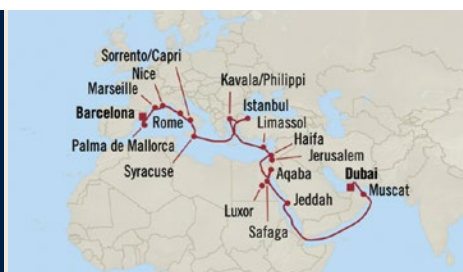 Sorrento/Capri
Nice
Marseille
Barcelona
Rome
Palma de Mallorca
Syracuse
Kavala/Philippi
Istanbul
Limassol
Haifa
Jerusalem
Aqaba
Dubai
Muscat
Jeddah
Luxor
Safaga